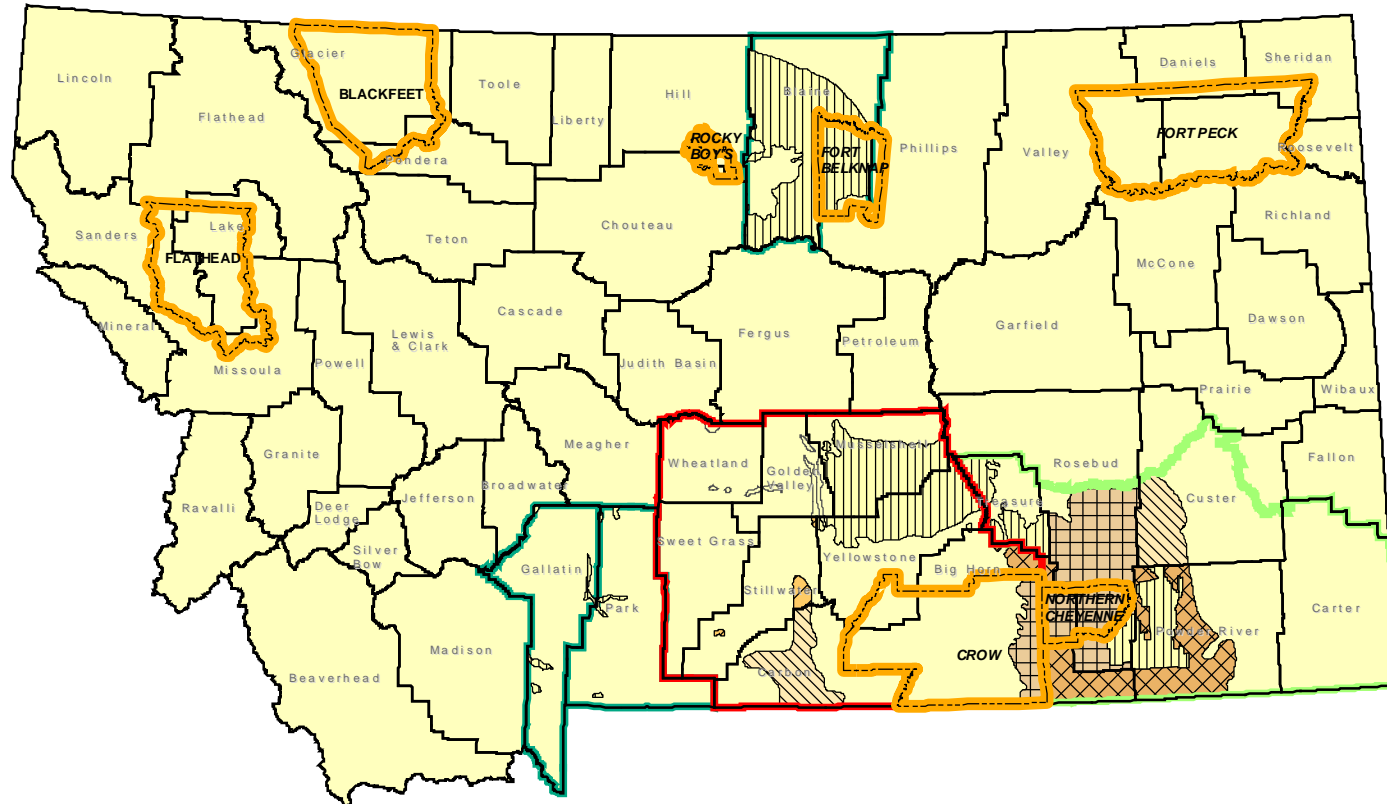 Lincoln
Flathead
Glacier
BLACKFEET
Toole
Liberty
Hill
Blaine
Phillips
Valley
Daniels
Sheridan
FORT PECK
Roosevelt
Pondera
ROCKY
BOY'S
FORT
BELKNAP
Sanders
Lake
FLATHEAD
Teton
Chouteau
Richland
McCone
Mineral
Missoula
Powell
Lewis
& Clark
Cascade
Judith Basin
Fergus
Petroleum
Garfield
Dawson
Prairie
Wibaux
Ravalli
Granite
Deer
Lodge
Silver
Bow
Jefferson
Broadwater
Meagher
Wheatland
Golden
Valley
Musselshell
Rosebud
Custer
Fallon
Gallatin
Park
Sweet Grass
Stillwater
Yellowstone
Big Horn
NORTHERN
CHEYENNE
Powder River
Carter
Beaverhead
Madison
Carbon
CROW